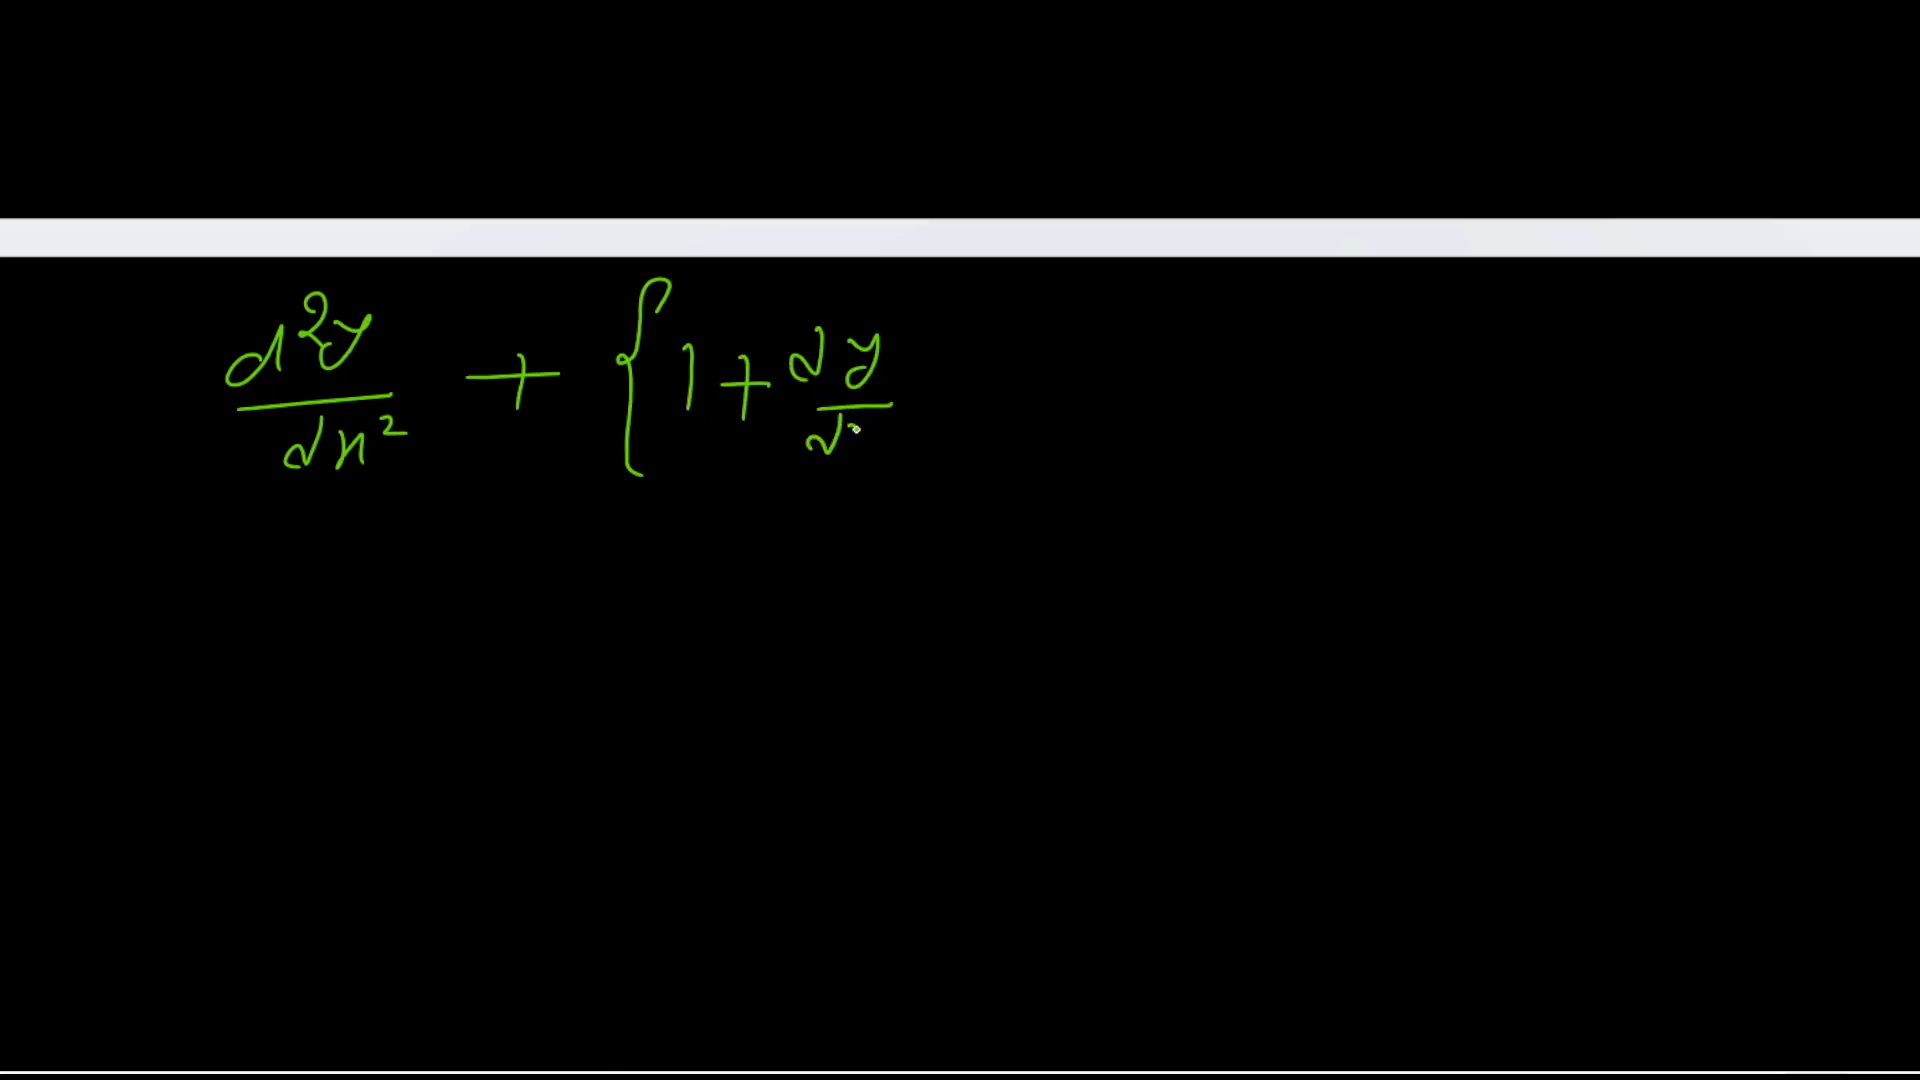 d²y/dx² + { 1 + dy/d